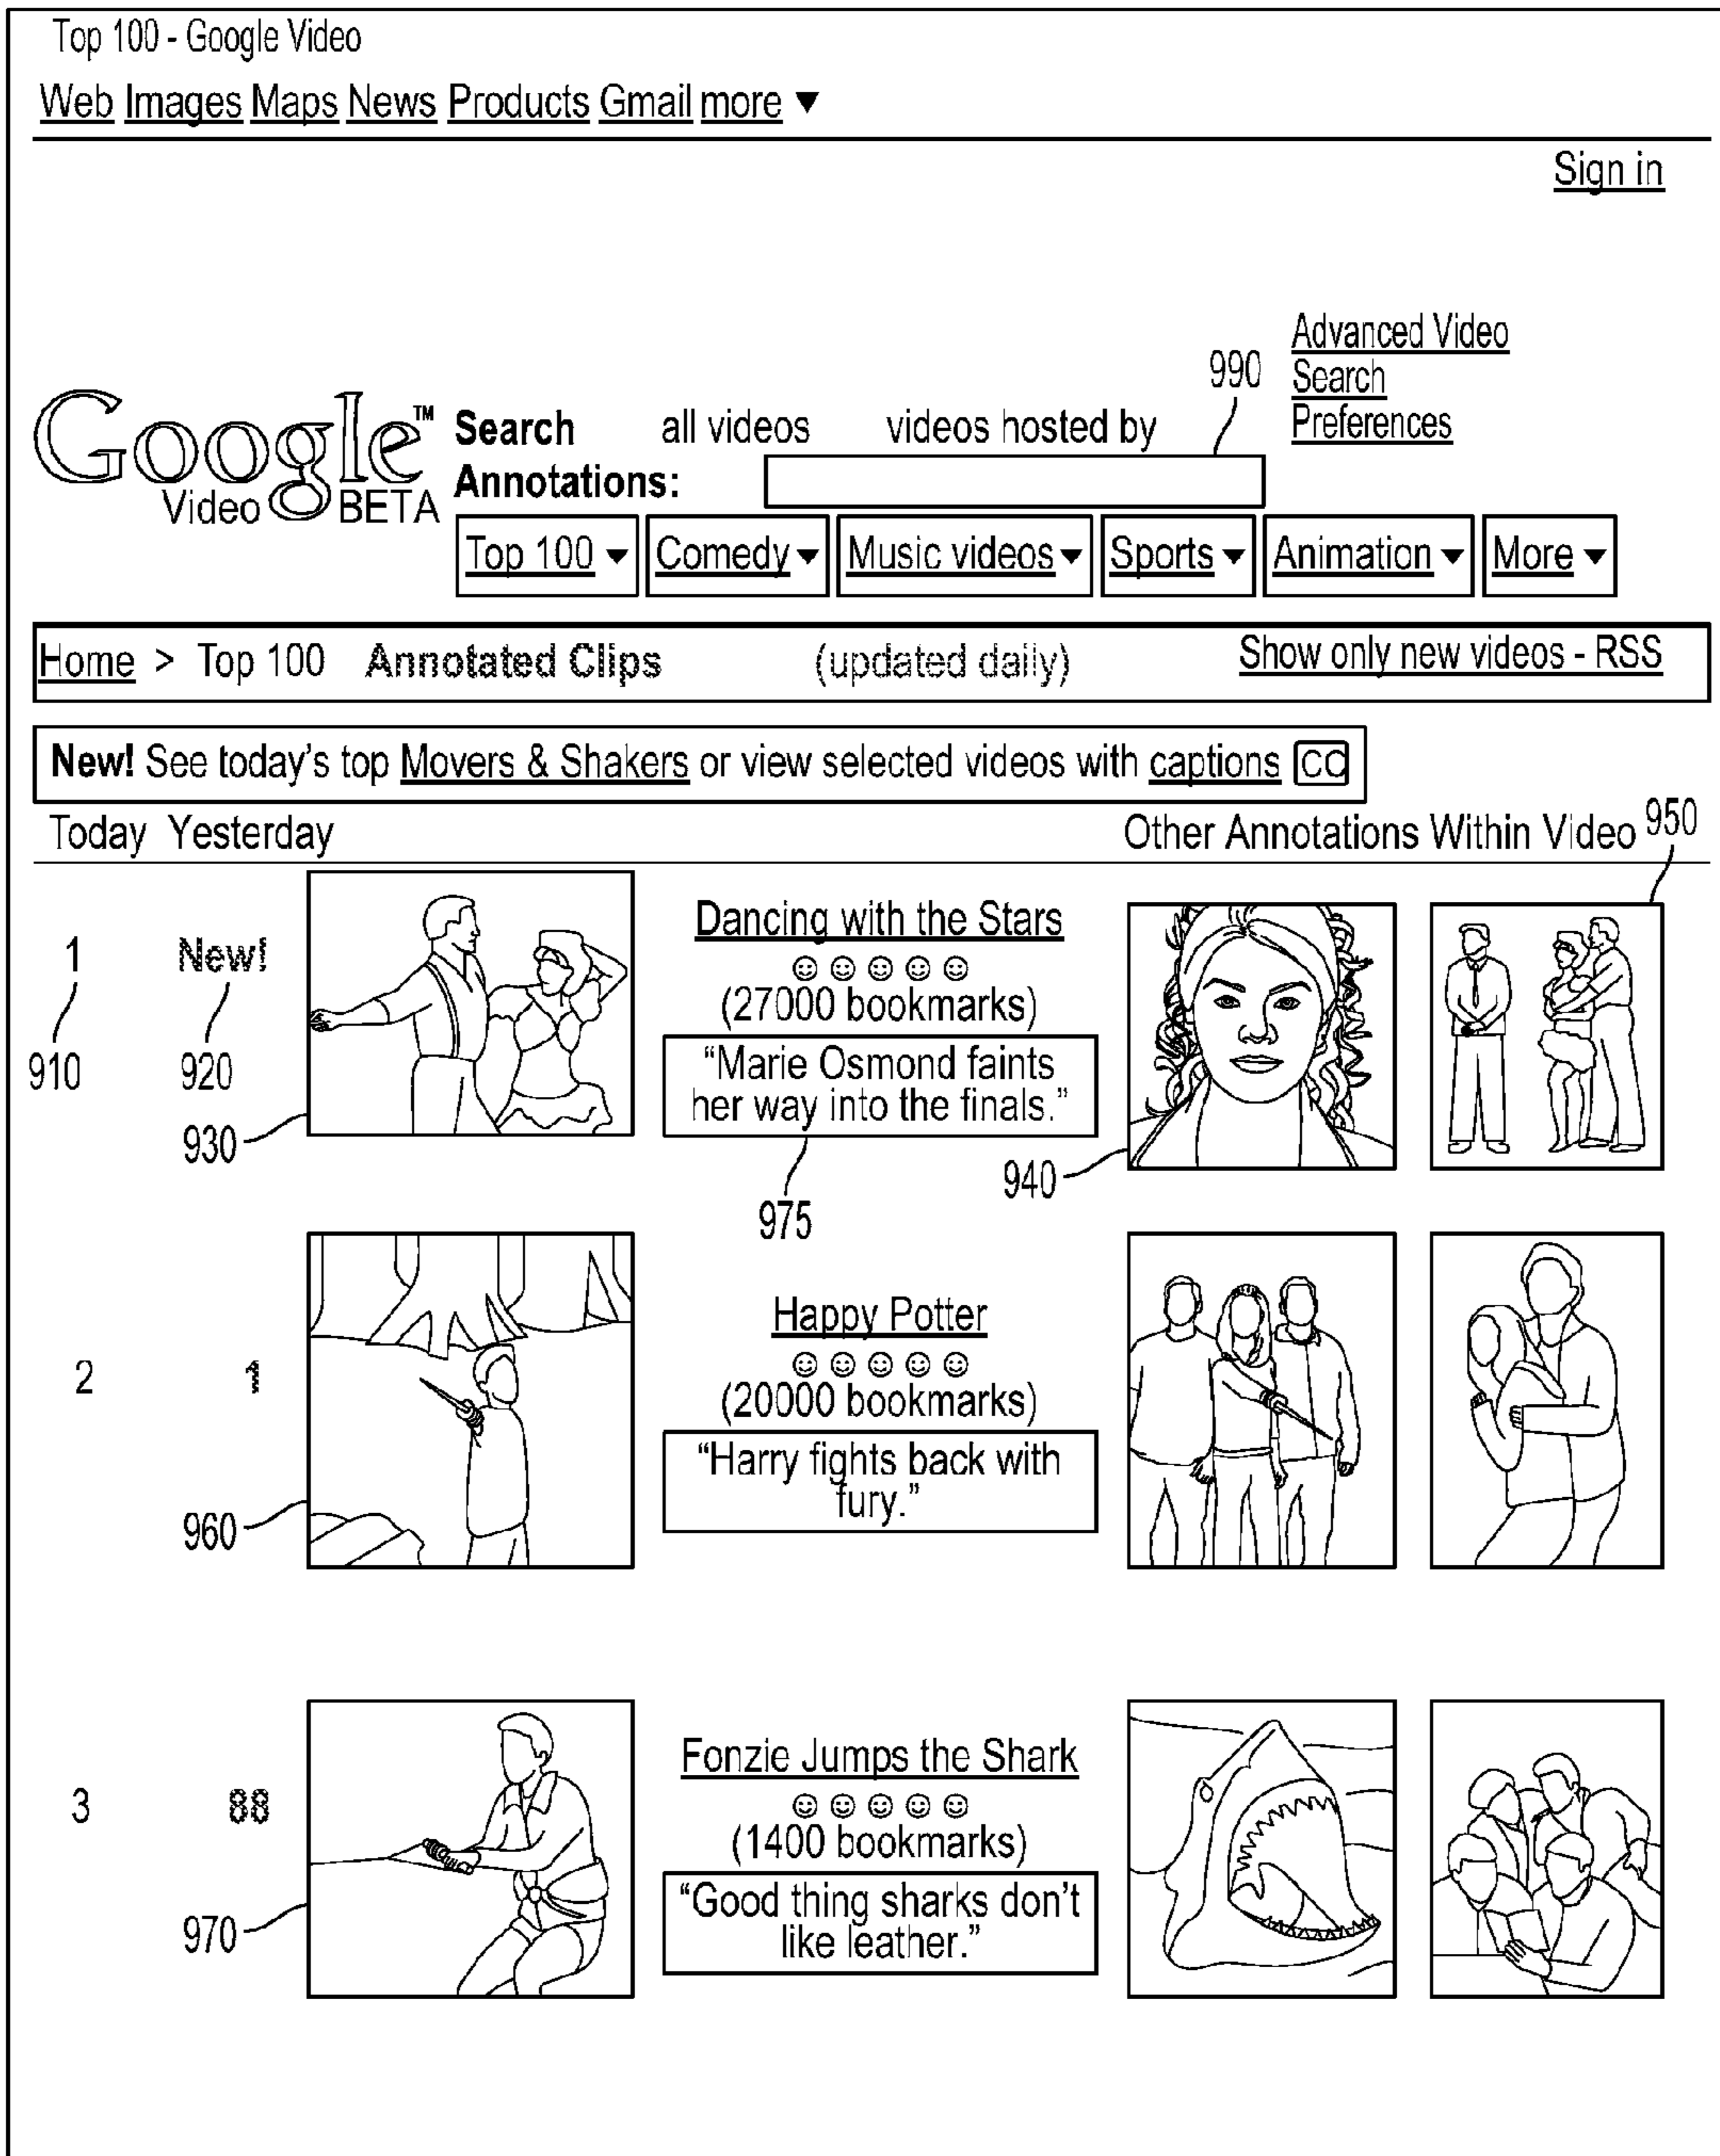 Top 100 - Google Video
Web Images Maps News Products Gmail more ▼
Sign in
Advanced Video
Search
Preferences
990
Google™
Video BETA
Search all videos videos hosted by
Annotations:
Top 100 ▼ Comedy ▼ Music videos ▼ Sports ▼ Animation ▼ More ▼
Home > Top 100 Annotated Clips (updated daily) Show only new videos - RSS
New! See today's top Movers & Shakers or view selected videos with captions CC
Today Yesterday Other Annotations Within Video 950
1 New!
910 920
930
Dancing with the Stars
☺ ☺ ☺ ☺ ☺
(27000 bookmarks)
“Marie Osmond faints
her way into the finals.”
975
940
2 1
960
Happy Potter
☺ ☺ ☺ ☺ ☺
(20000 bookmarks)
“Harry fights back with
fury.”
3 88
970
Fonzie Jumps the Shark
☺ ☺ ☺ ☺ ☺
(1400 bookmarks)
“Good thing sharks don't
like leather.”